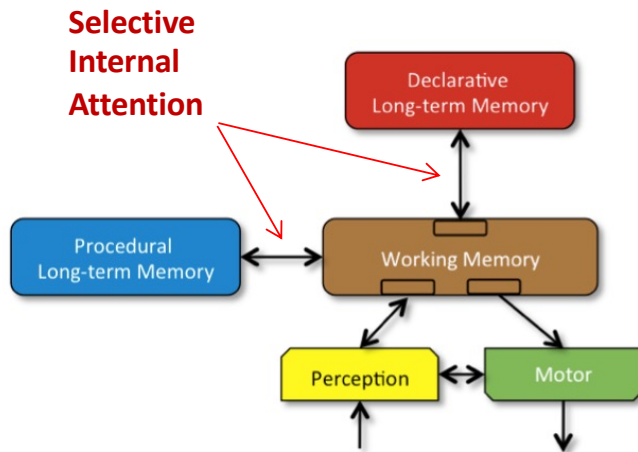 Selective
Internal
Attention
Declarative
Long-term Memory
Procedural
Long-term Memory
Working Memory
Perception
Motor